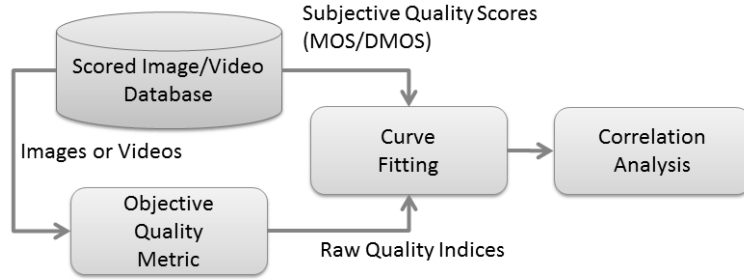 Subjective Quality Scores
(MOS/DMOS)
Scored Image/Video
Database
Images or Videos
Curve
Fitting
Correlation
Analysis
Objective
Quality
Metric
Raw Quality Indices